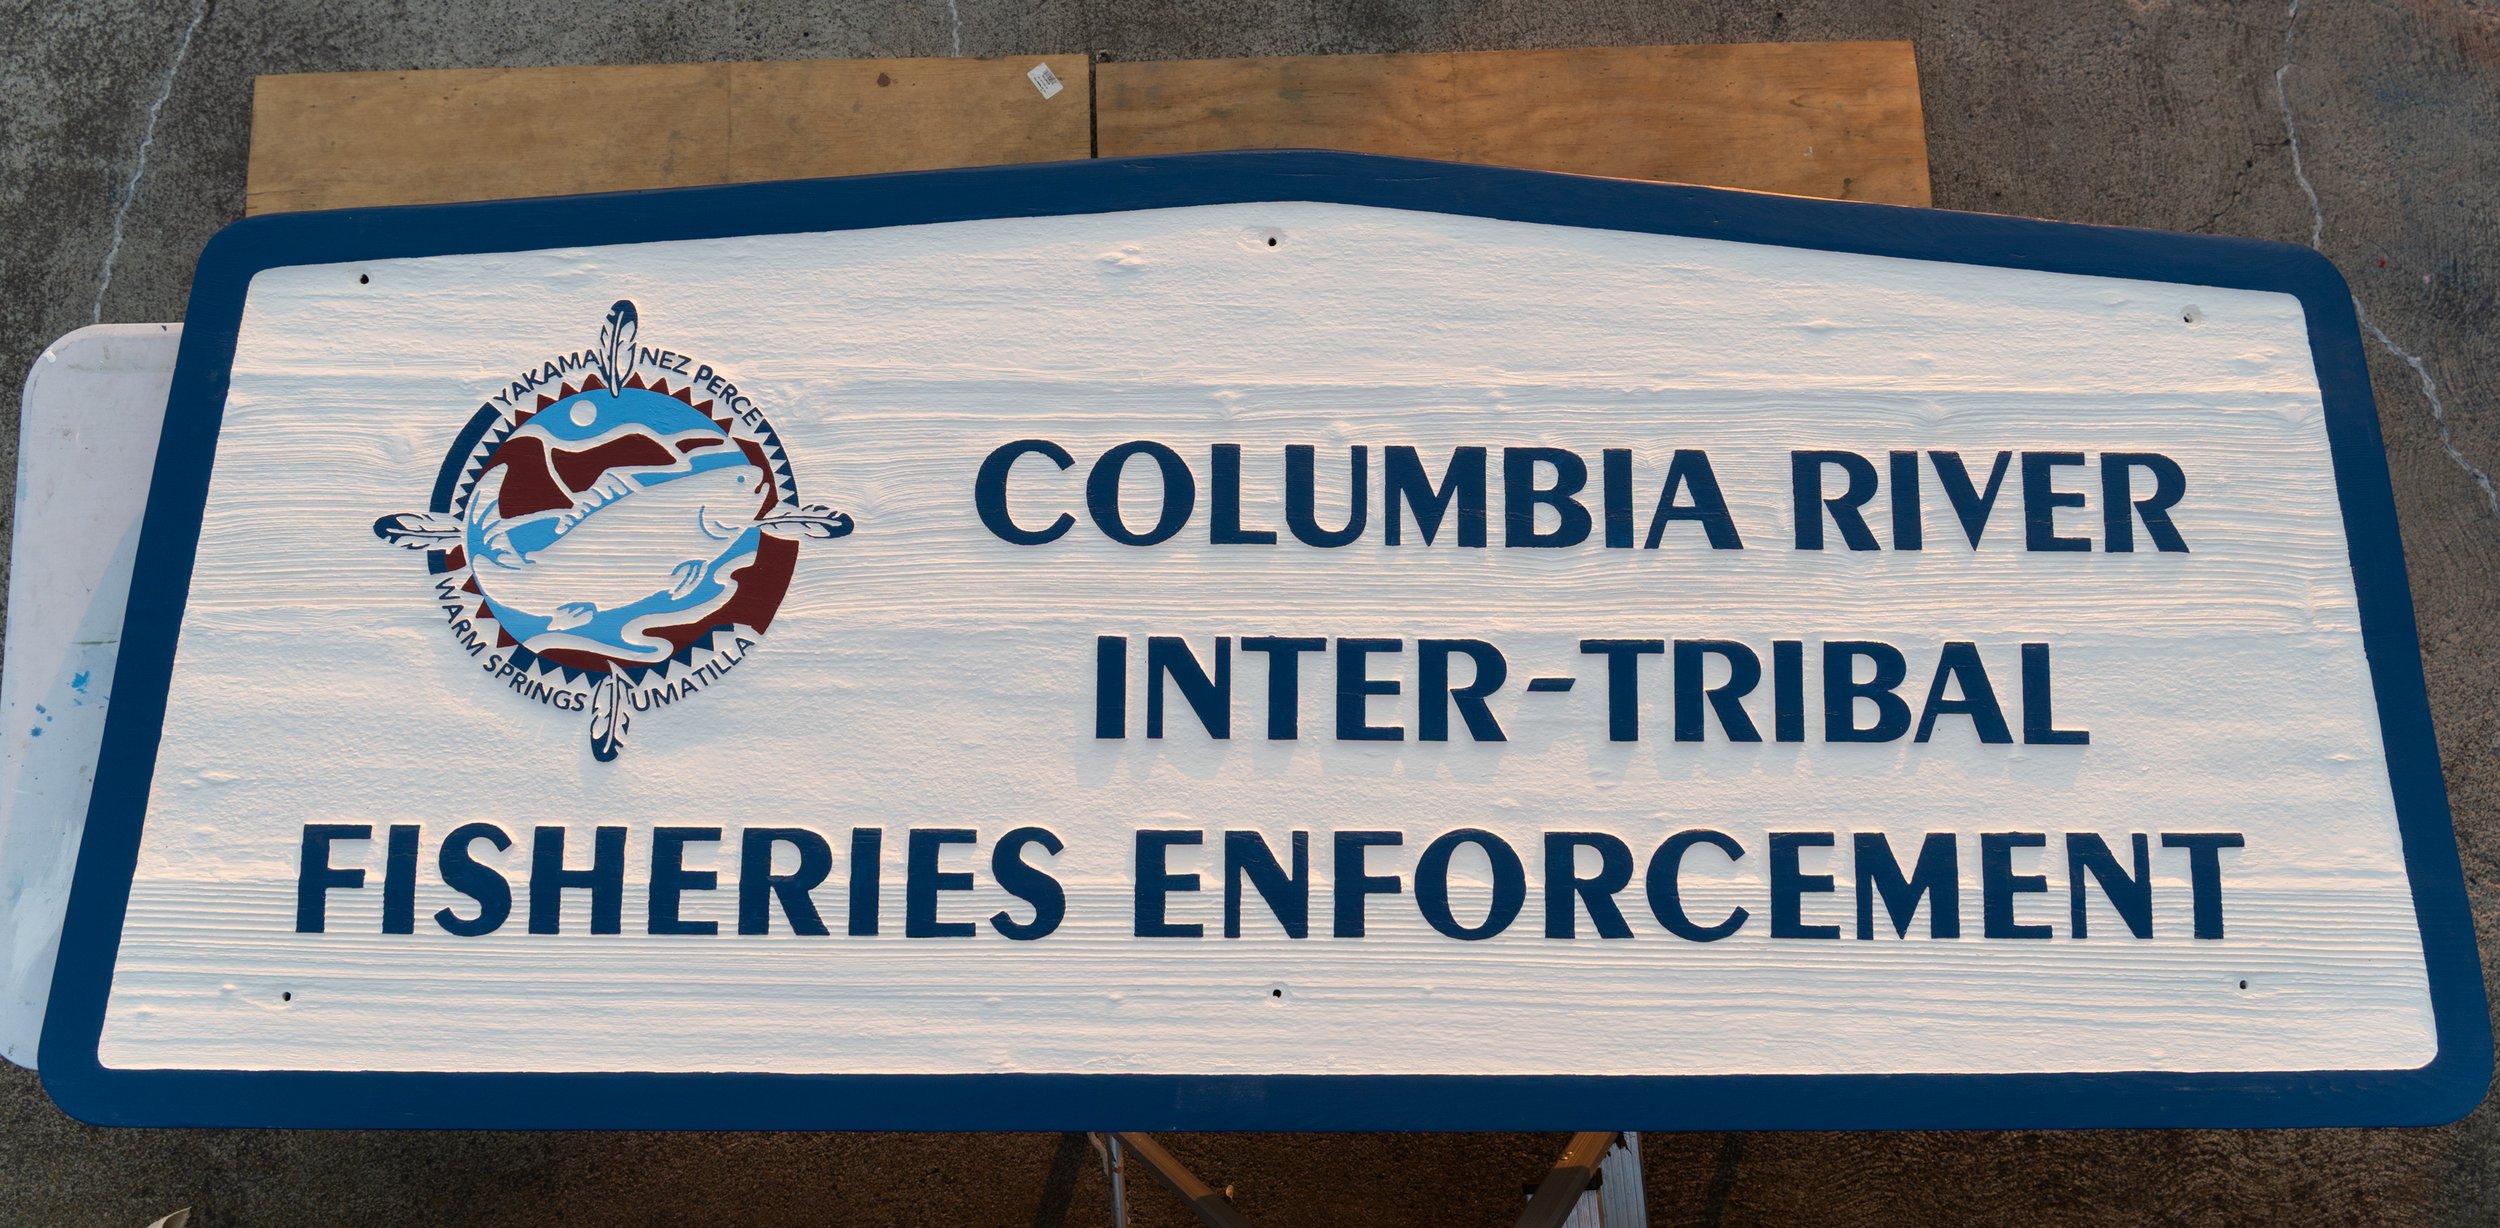 YAKAMA NEZ PERCE
WARM SPRINGS UMATILLA
COLUMBIA RIVER
INTER-TRIBAL
FISHERIES ENFORCEMENT